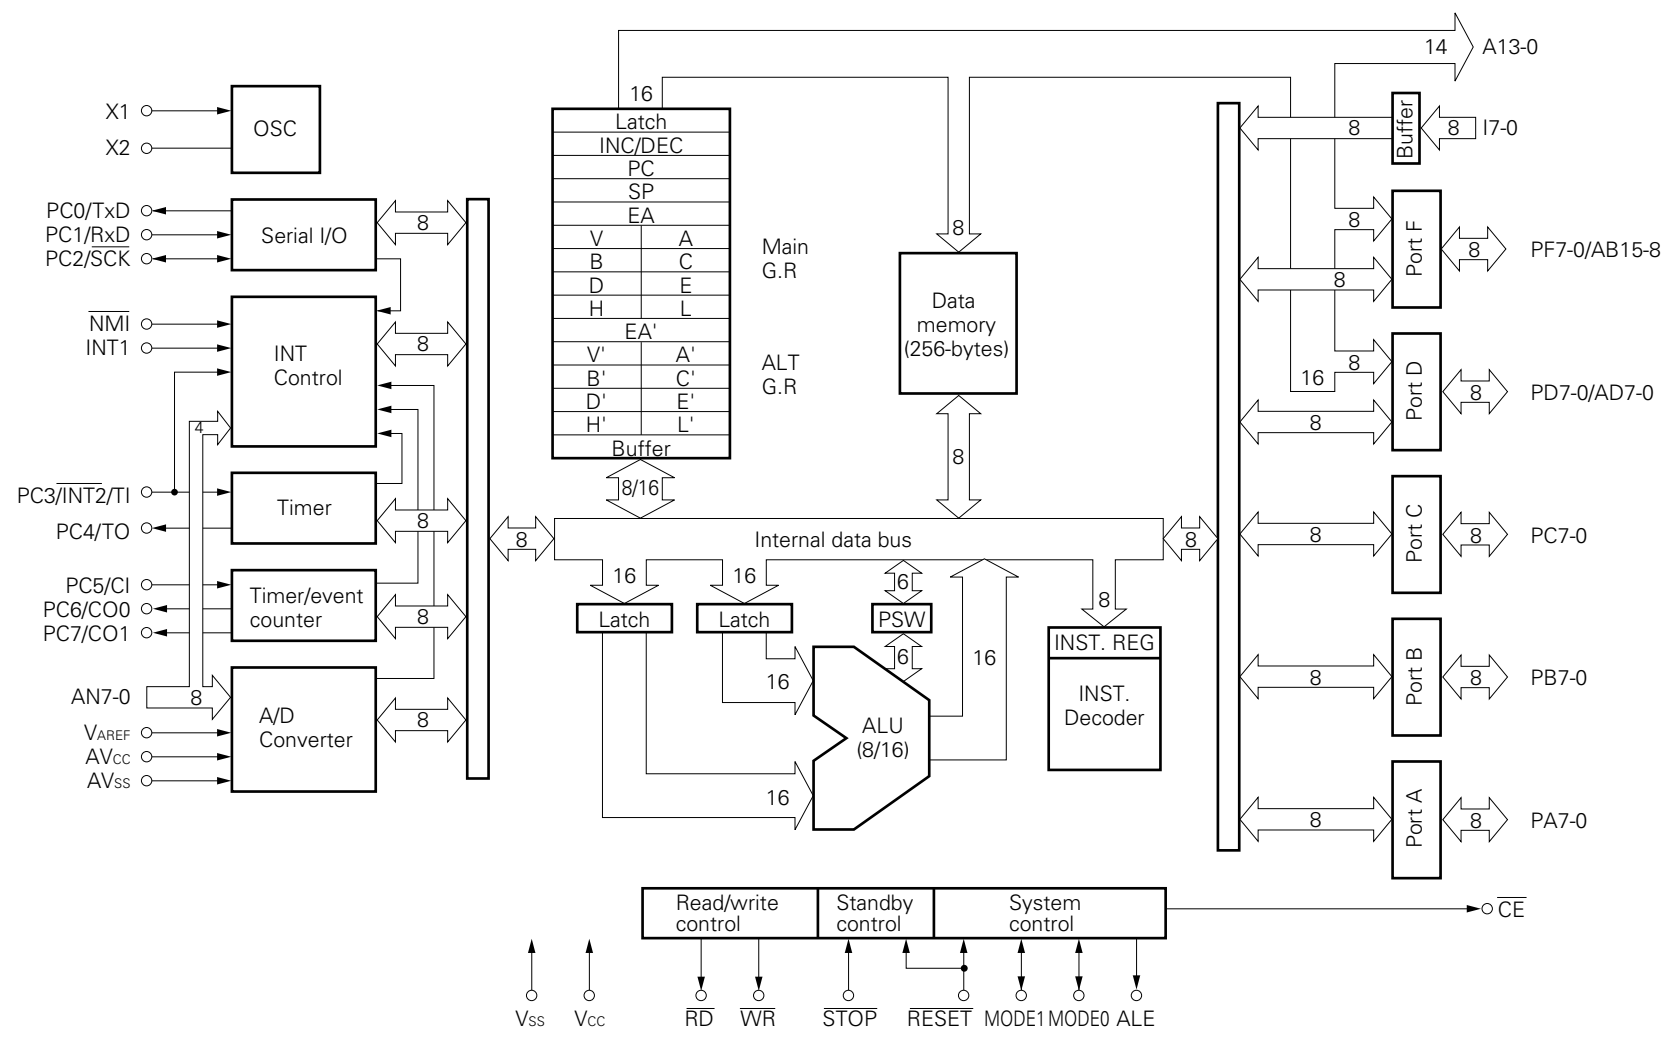 X1
X2
OSC
PC0/TxD
PC1/RxD
PC2/SCK
Serial I/O
8
NMI
INT1
INT
Control
8
4
PC3/INT2/TI
PC4/TO
Timer
8
PC5/CI
PC6/CO0
PC7/CO1
Timer/event
counter
8
AN7-0
8
VAREF
AVCC
AVSS
A/D
Converter
8
8
16
Latch
INC/DEC
PC
SP
EA
V A
B C
D E
H L
EA'
V' A'
B' C'
D' E'
H' L'
Buffer
Main
G.R
ALT
G.R
8/16
8
Data
memory
(256-bytes)
8
Internal data bus
8
16
16
6
8
Latch
Latch
PSW
6
16
16
16
ALU
(8/16)
INST. REG
INST.
Decoder
14
A13-0
8
Buffer
8
I7-0
8
8
Port F
8
PF7-0/AB15-8
16
8
8
Port D
8
PD7-0/AD7-0
8
Port C
8
PC7-0
8
Port B
8
PB7-0
8
Port A
8
PA7-0
Read/write
control
Standby
control
System
control
CE
VSS
VCC
RD
WR
STOP
RESET
MODE1
MODE0
ALE